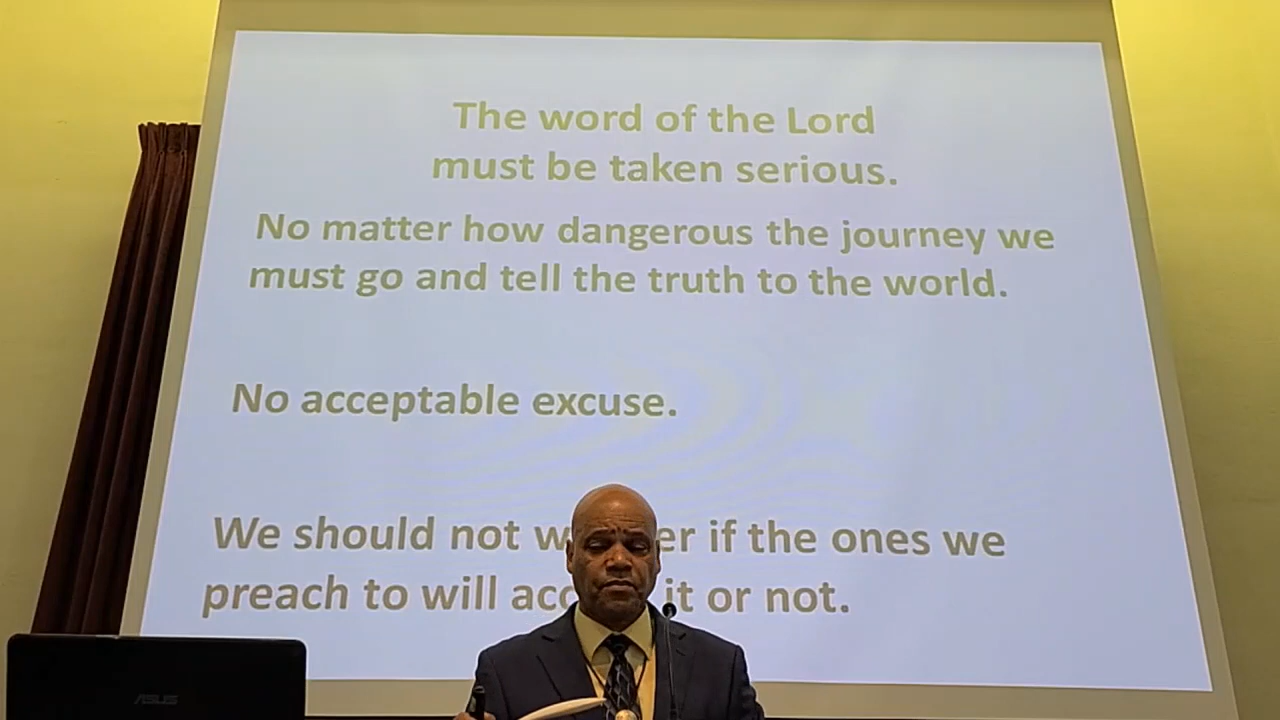 The word of the Lord
must be taken serious.
No matter how dangerous the journey we
must go and tell the truth to the world.
No acceptable excuse.
We should not if the ones we
preach to will it or not.
ASUS